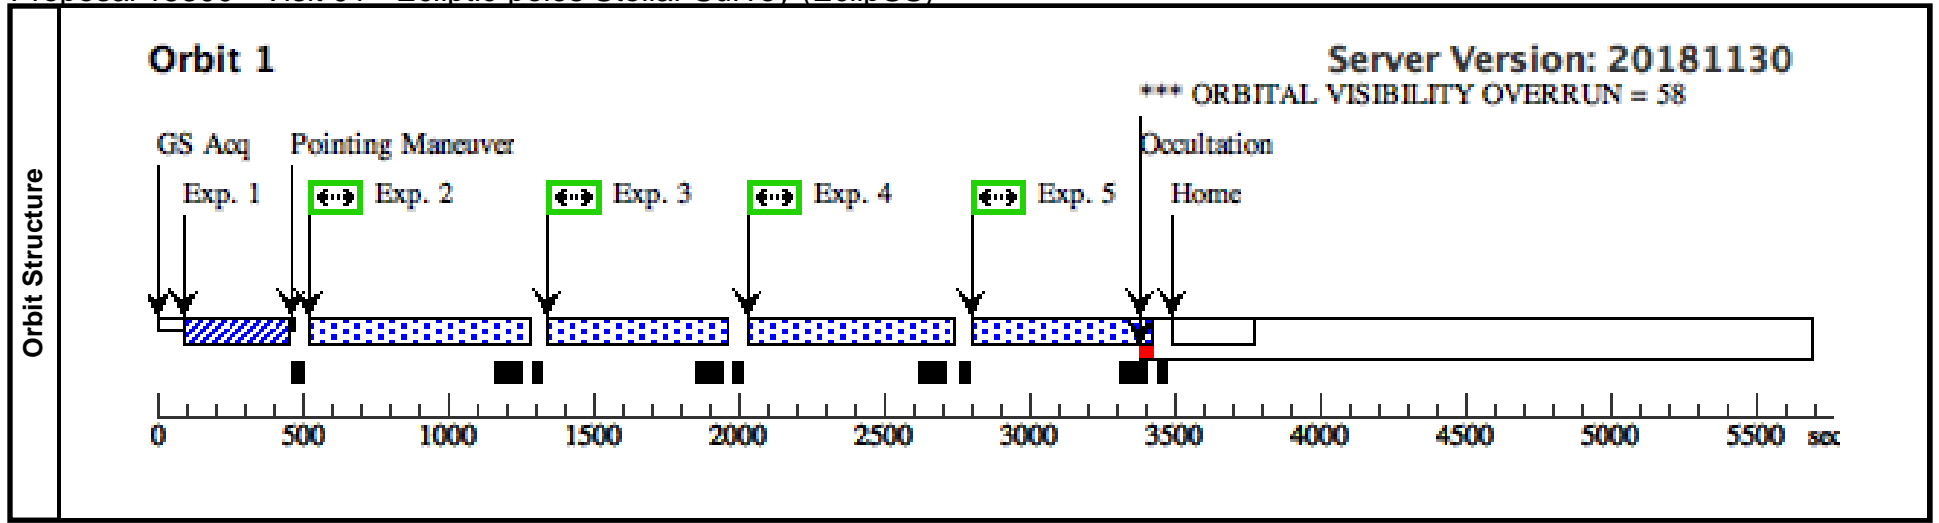 Orbit 1
Server Version: 20181130
*** ORBITAL VISIBILITY OVERRUN = 58
GS Acq Pointing Maneuver Occultation
Exp. 1 Exp. 2 Exp. 3 Exp. 4 Exp. 5 Home
Orbit Structure
0 500 1000 1500 2000 2500 3000 3500 4000 4500 5000 5500 sec